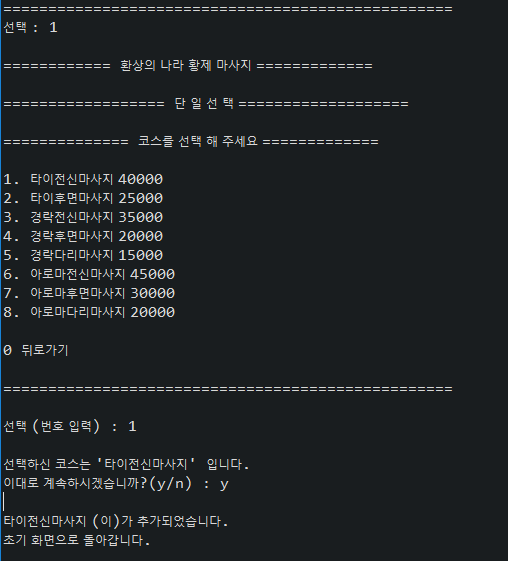 ==================================================
선택 : 1
============ 환상의 나라 황제 마사지 =============
================== 단 일 선 택 ===================
============== 코스를 선택 해 주세요 =============
1. 타이전신마사지 40000
2. 타이후면마사지 25000
3. 경락전신마사지 35000
4. 경락후면마사지 20000
5. 경락다리마사지 15000
6. 아로마전신마사지 45000
7. 아로마후면마사지 30000
8. 아로마다리마사지 20000
0 뒤로가기
==================================================
선택 (번호 입력) : 1
선택하신 코스는 '타이전신마사지' 입니다.
이대로 계속하시겠습니까?(y/n) : y
타이전신마사지 (이)가 추가되었습니다.
초기 화면으로 돌아갑니다.